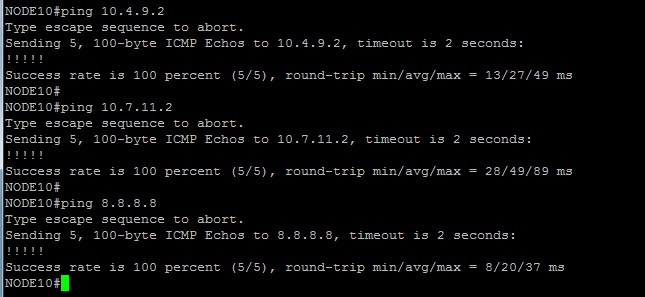 NODE10#ping 10.4.9.2
Type escape sequence to abort.
Sending 5, 100-byte ICMP Echos to 10.4.9.2, timeout is 2 seconds:
!!!!!
Success rate is 100 percent (5/5), round-trip min/avg/max = 13/27/49 ms
NODE10#
NODE10#ping 10.7.11.2
Type escape sequence to abort.
Sending 5, 100-byte ICMP Echos to 10.7.11.2, timeout is 2 seconds:
!!!!!
Success rate is 100 percent (5/5), round-trip min/avg/max = 28/49/89 ms
NODE10#
NODE10#ping 8.8.8.8
Type escape sequence to abort.
Sending 5, 100-byte ICMP Echos to 8.8.8.8, timeout is 2 seconds:
!!!!!
Success rate is 100 percent (5/5), round-trip min/avg/max = 8/20/37 ms
NODE10#